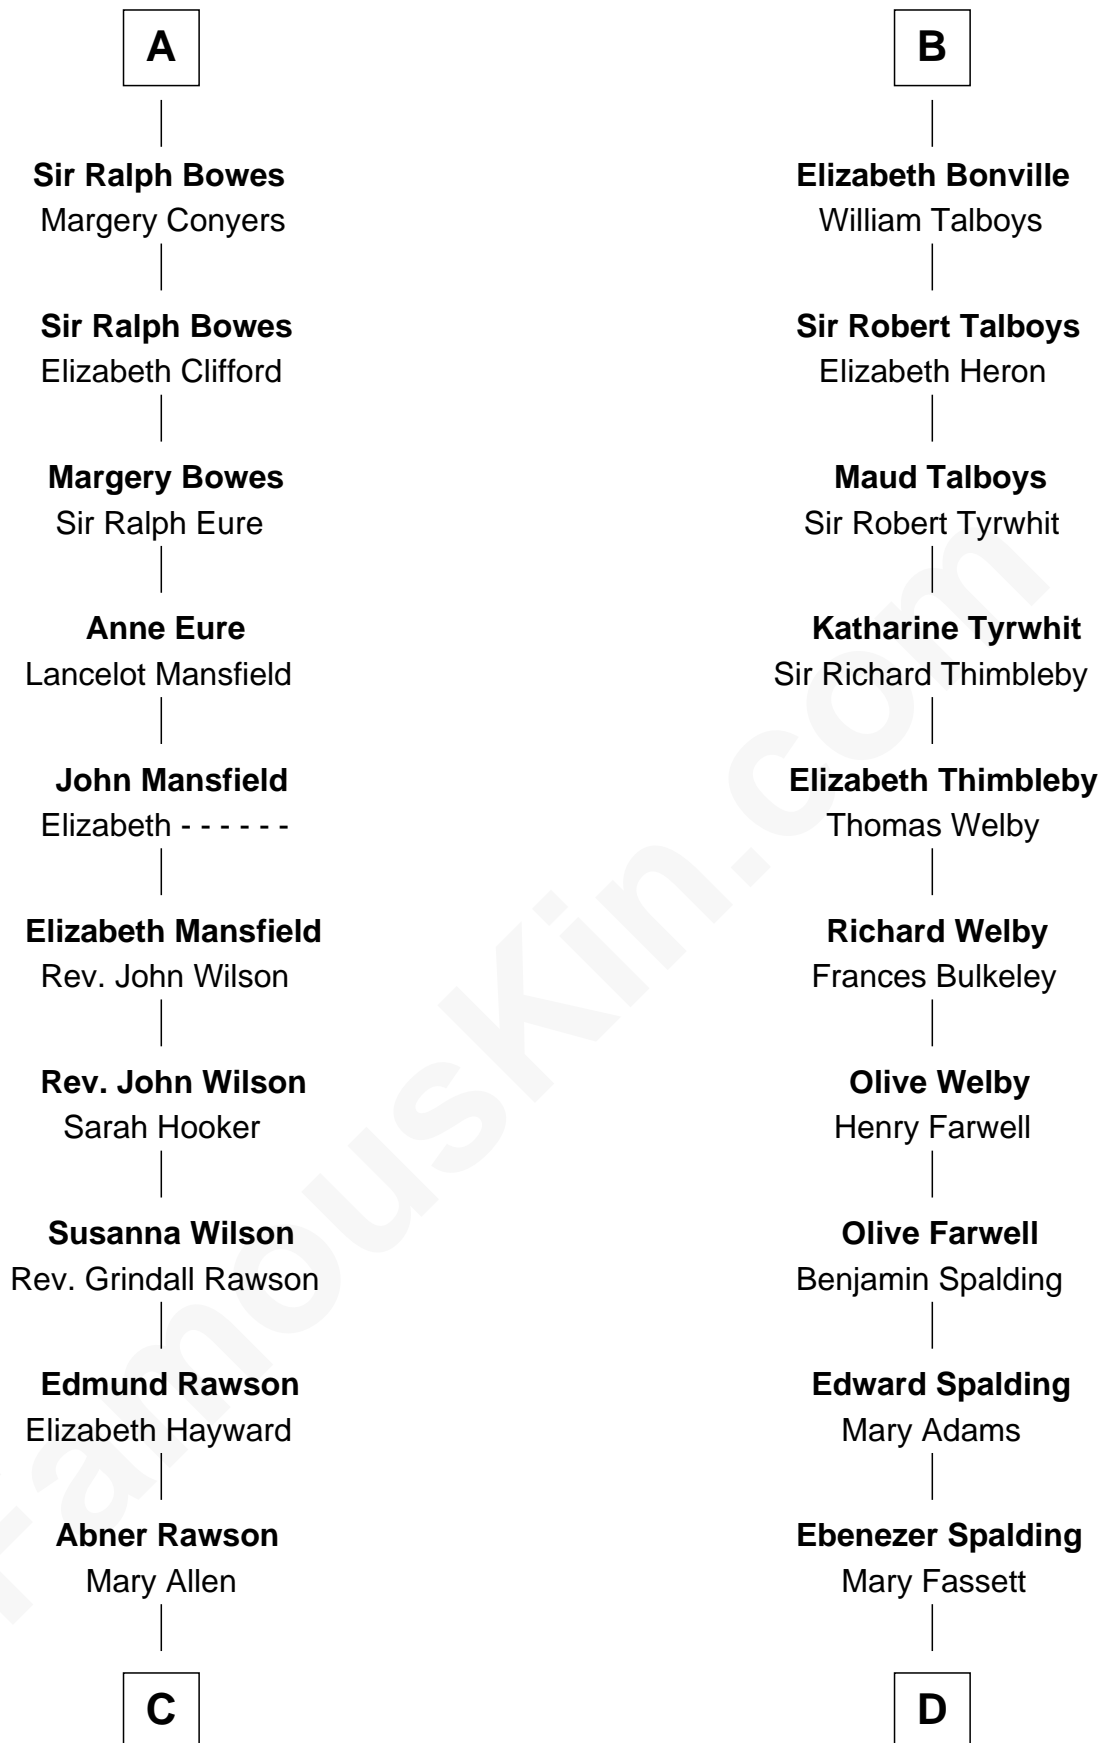 A
Sir Ralph Bowes
Margery Conyers
Sir Ralph Bowes
Elizabeth Clifford
Margery Bowes
Sir Ralph Eure
Anne Eure
Lancelot Mansfield
John Mansfield
Elizabeth - - - - - -
Elizabeth Mansfield
Rev. John Wilson
Rev. John Wilson
Sarah Hooker
Susanna Wilson
Rev. Grindall Rawson
Edmund Rawson
Elizabeth Hayward
Abner Rawson
Mary Allen
C
B
Elizabeth Bonville
William Talboys
Sir Robert Talboys
Elizabeth Heron
Maud Talboys
Sir Robert Tyrwhit
Katharine Tyrwhit
Sir Richard Thimbleby
Elizabeth Thimbleby
Thomas Welby
Richard Welby
Frances Bulkeley
Olive Welby
Henry Farwell
Olive Farwell
Benjamin Spalding
Edward Spalding
Mary Adams
Ebenezer Spalding
Mary Fassett
D
FamousKin.com